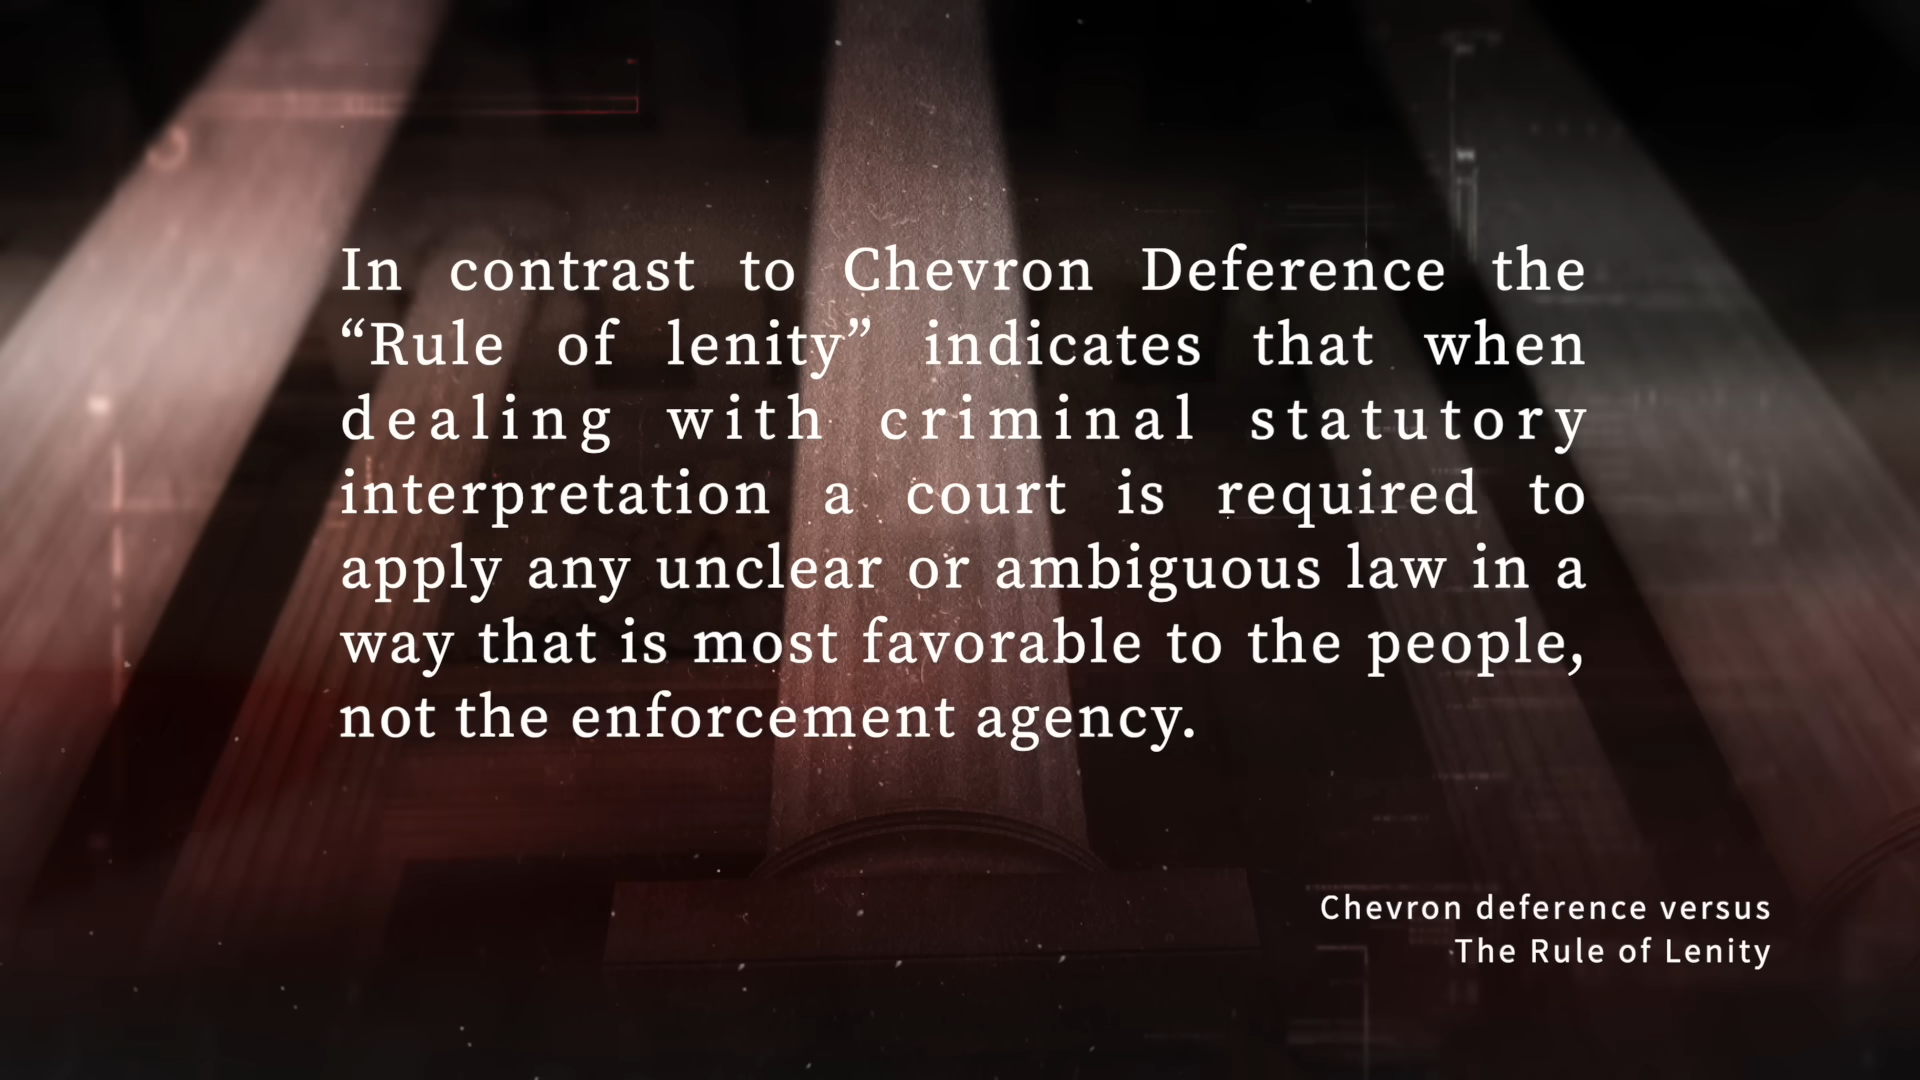 In contrast to Chevron Deference the
“Rule of lenity” indicates that when
dealing with criminal statutory
interpretation a court is required to
apply any unclear or ambiguous law in a
way that is most favorable to the people,
not the enforcement agency.
Chevron deference versus
The Rule of Lenity